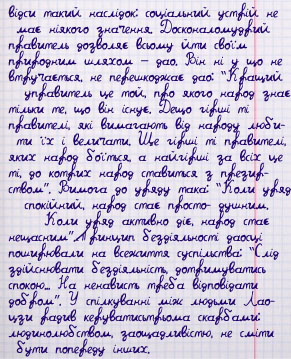 відси такий наслідок: соціальний устрій не
має ніякого значення. Досконаломудрий
правитель дозволяє всьому йти своїм
природним шляхом – дао. Він ні у що не
втручається, не перешкоджає дао: "Кращий
управитель це той, про якого народ знає
тільки те, що він існує. Дещо гірші ті
правителі, які вимагають від народу люби-
ти їх і величати. Ще гірші ті правителі,
яких народ боїться, а найгірші за всіх це
ті, до котрих народ ставиться з презир-
ством". Вимога до уряду така: "Коли уряд
спокійний, народ стає просто- душним.
Коли уряд активно діє, народ стає
нещасним". Принцип бездіяльності даосці
поширювали на все життя суспільства: "Слід
здійснювати бездіяльність, дотримуватись
спокою... На ненависть треба відповідати
добром". У спілкуванні між людьми Лао-
цзи радив керуватись трьома скарбами:
людинолюбством, заощадливістю, не сміти
бути попереду інших.